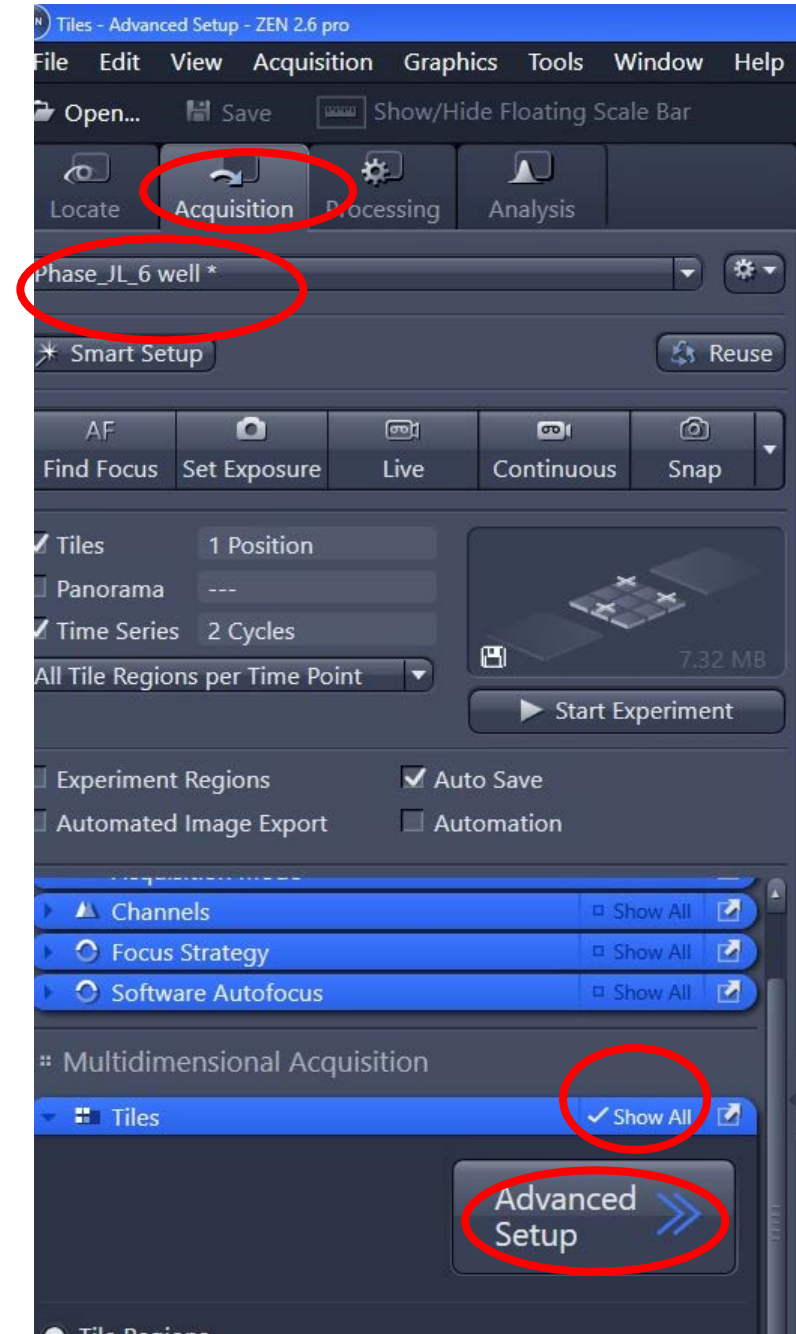 Tiles - Advanced Setup - ZEN 2.6 pro
File Edit View Acquisition Graphics Tools Window Help
Open... Save Show/Hide Floating Scale Bar
Locate Acquisition Processing Analysis
Phase_JL_6 well *
Smart Setup Reuse
AF
Find Focus Set Exposure Live Continuous Snap
Tiles 1 Position
Panorama ---
Time Series 2 Cycles
7.32 MB
All Tile Regions per Time Point
Start Experiment
Experiment Regions Auto Save
Automated Image Export Automation
Acquisition Mode
Channels Show All
Focus Strategy Show All
Software Autofocus Show All
Multidimensional Acquisition
Tiles Show All
Advanced
Setup
Tile Regions